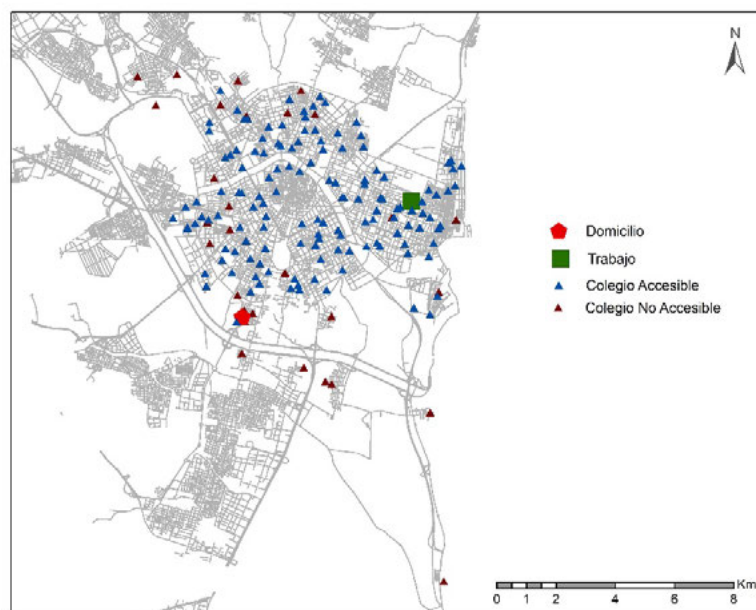 N
Domicilio
Trabajo
Colegio Accesible
Colegio No Accesible
Km
0 1 2 4 6 8